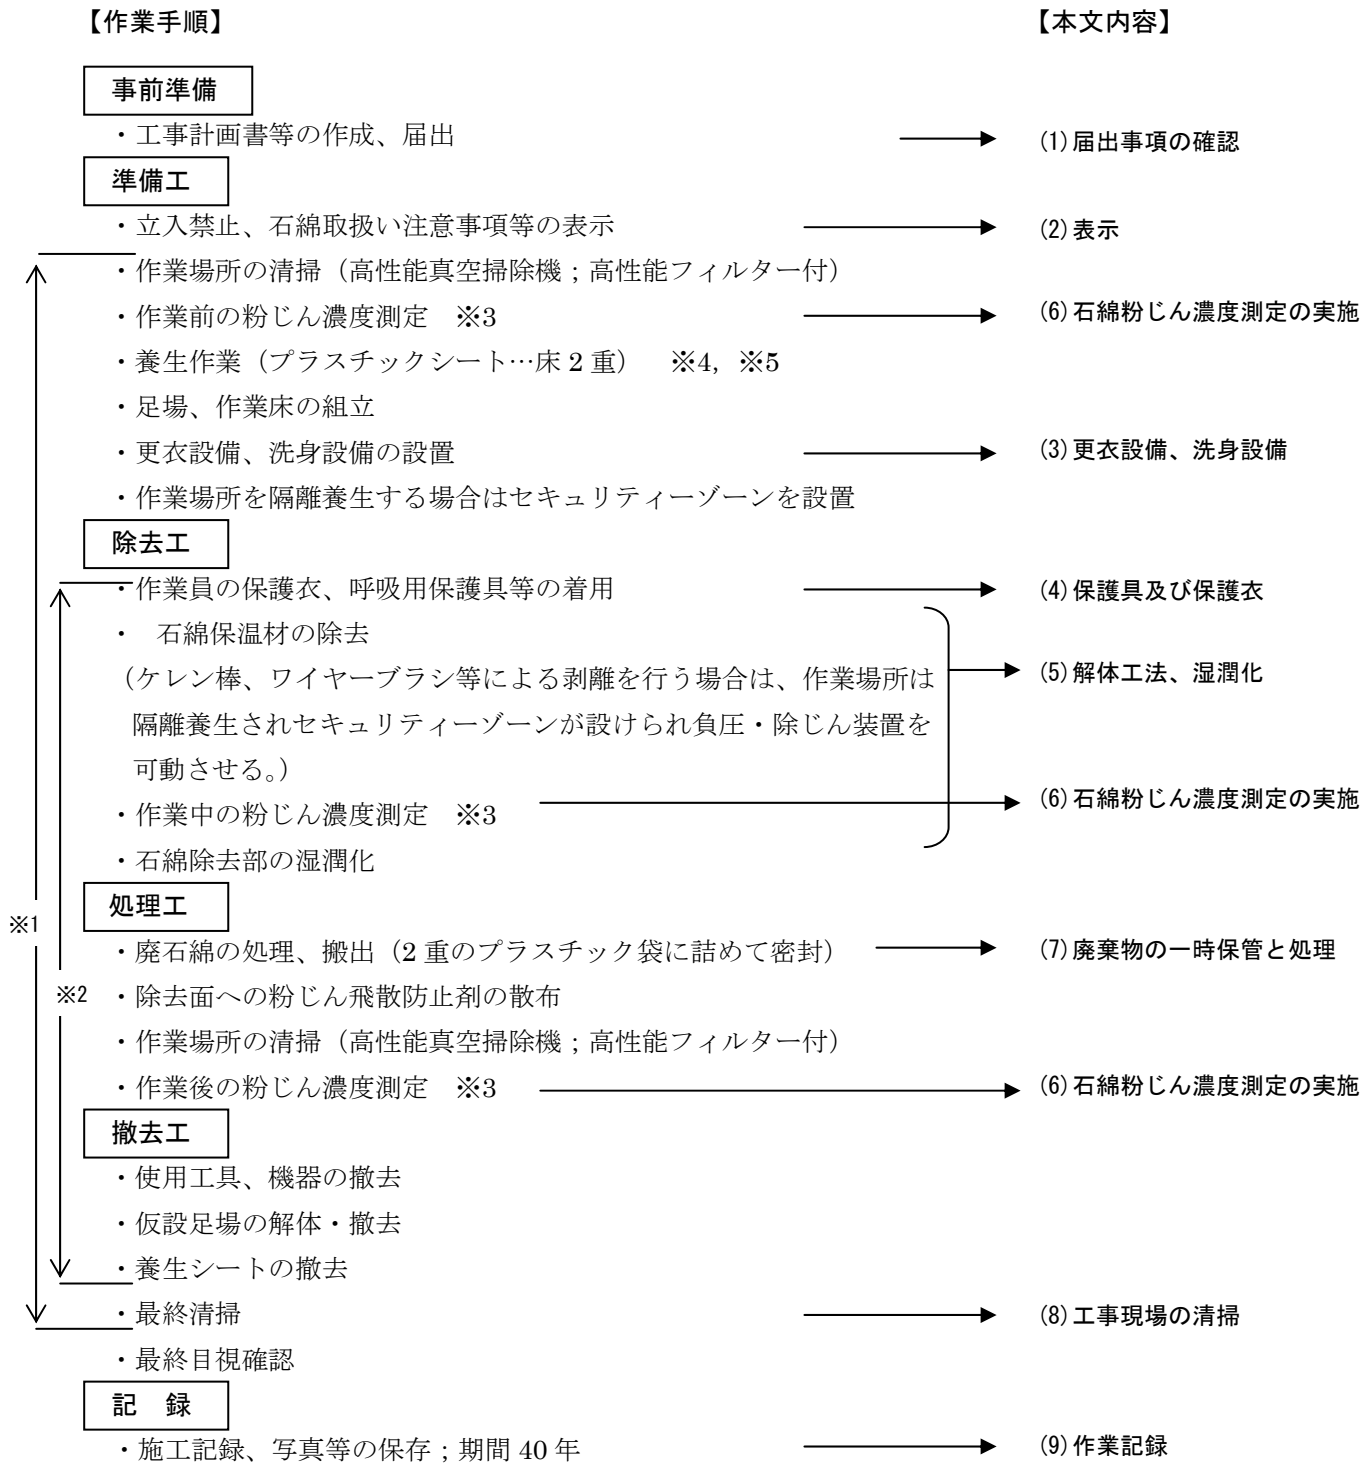 【作業手順】 【本文内容】
事前準備
・工事計画書等の作成、届出 (1)届出事項の確認
準備工
・立入禁止、石綿取扱い注意事項等の表示 (2)表示
・作業場所の清掃（高性能真空掃除機；高性能フィルター付）
・作業前の粉じん濃度測定　※3 (6)石綿粉じん濃度測定の実施
・養生作業（プラスチックシート…床2重）　※4, ※5
・足場、作業床の組立
・更衣設備、洗身設備の設置 (3)更衣設備、洗身設備
・作業場所を隔離養生する場合はセキュリティーゾーンを設置
除去工
・作業員の保護衣、呼吸用保護具等の着用 (4)保護具及び保護衣
・　石綿保温材の除去
（ケレン棒、ワイヤーブラシ等による剥離を行う場合は、作業場所は (5)解体工法、湿潤化
隔離養生されセキュリティーゾーンが設けられ負圧・除じん装置を
可動させる。）
・作業中の粉じん濃度測定　※3 (6)石綿粉じん濃度測定の実施
・石綿除去部の湿潤化
処理工
※1
・廃石綿の処理、搬出（2重のプラスチック袋に詰めて密封） (7)廃棄物の一時保管と処理
※2 ・除去面への粉じん飛散防止剤の散布
・作業場所の清掃（高性能真空掃除機；高性能フィルター付）
・作業後の粉じん濃度測定　※3 (6)石綿粉じん濃度測定の実施
撤去工
・使用工具、機器の撤去
・仮設足場の解体・撤去
・養生シートの撤去
・最終清掃 (8)工事現場の清掃
・最終目視確認
記　録
・施工記録、写真等の保存；期間40年 (9)作業記録